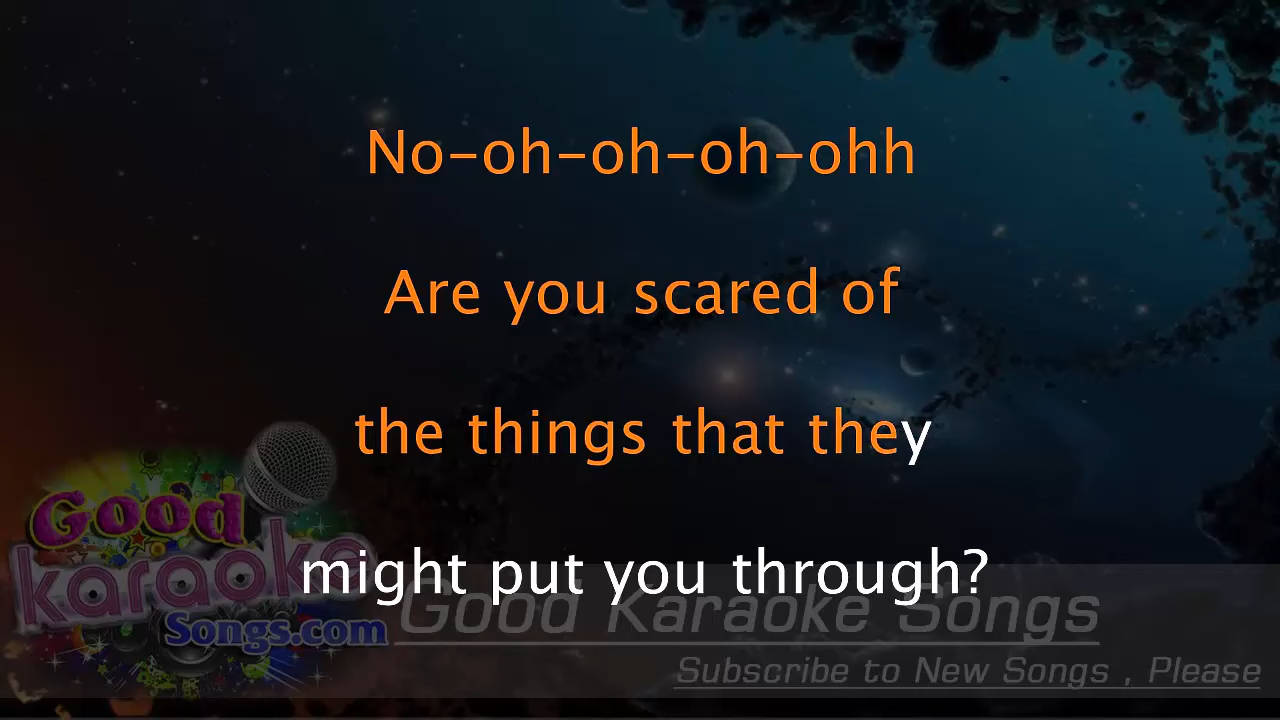 No-oh-oh-oh-ohh
Are you scared of
the things that they
might put you through?
Good
karaoke
Songs.com
Good Karaoke Songs
Subscribe to New Songs , Please